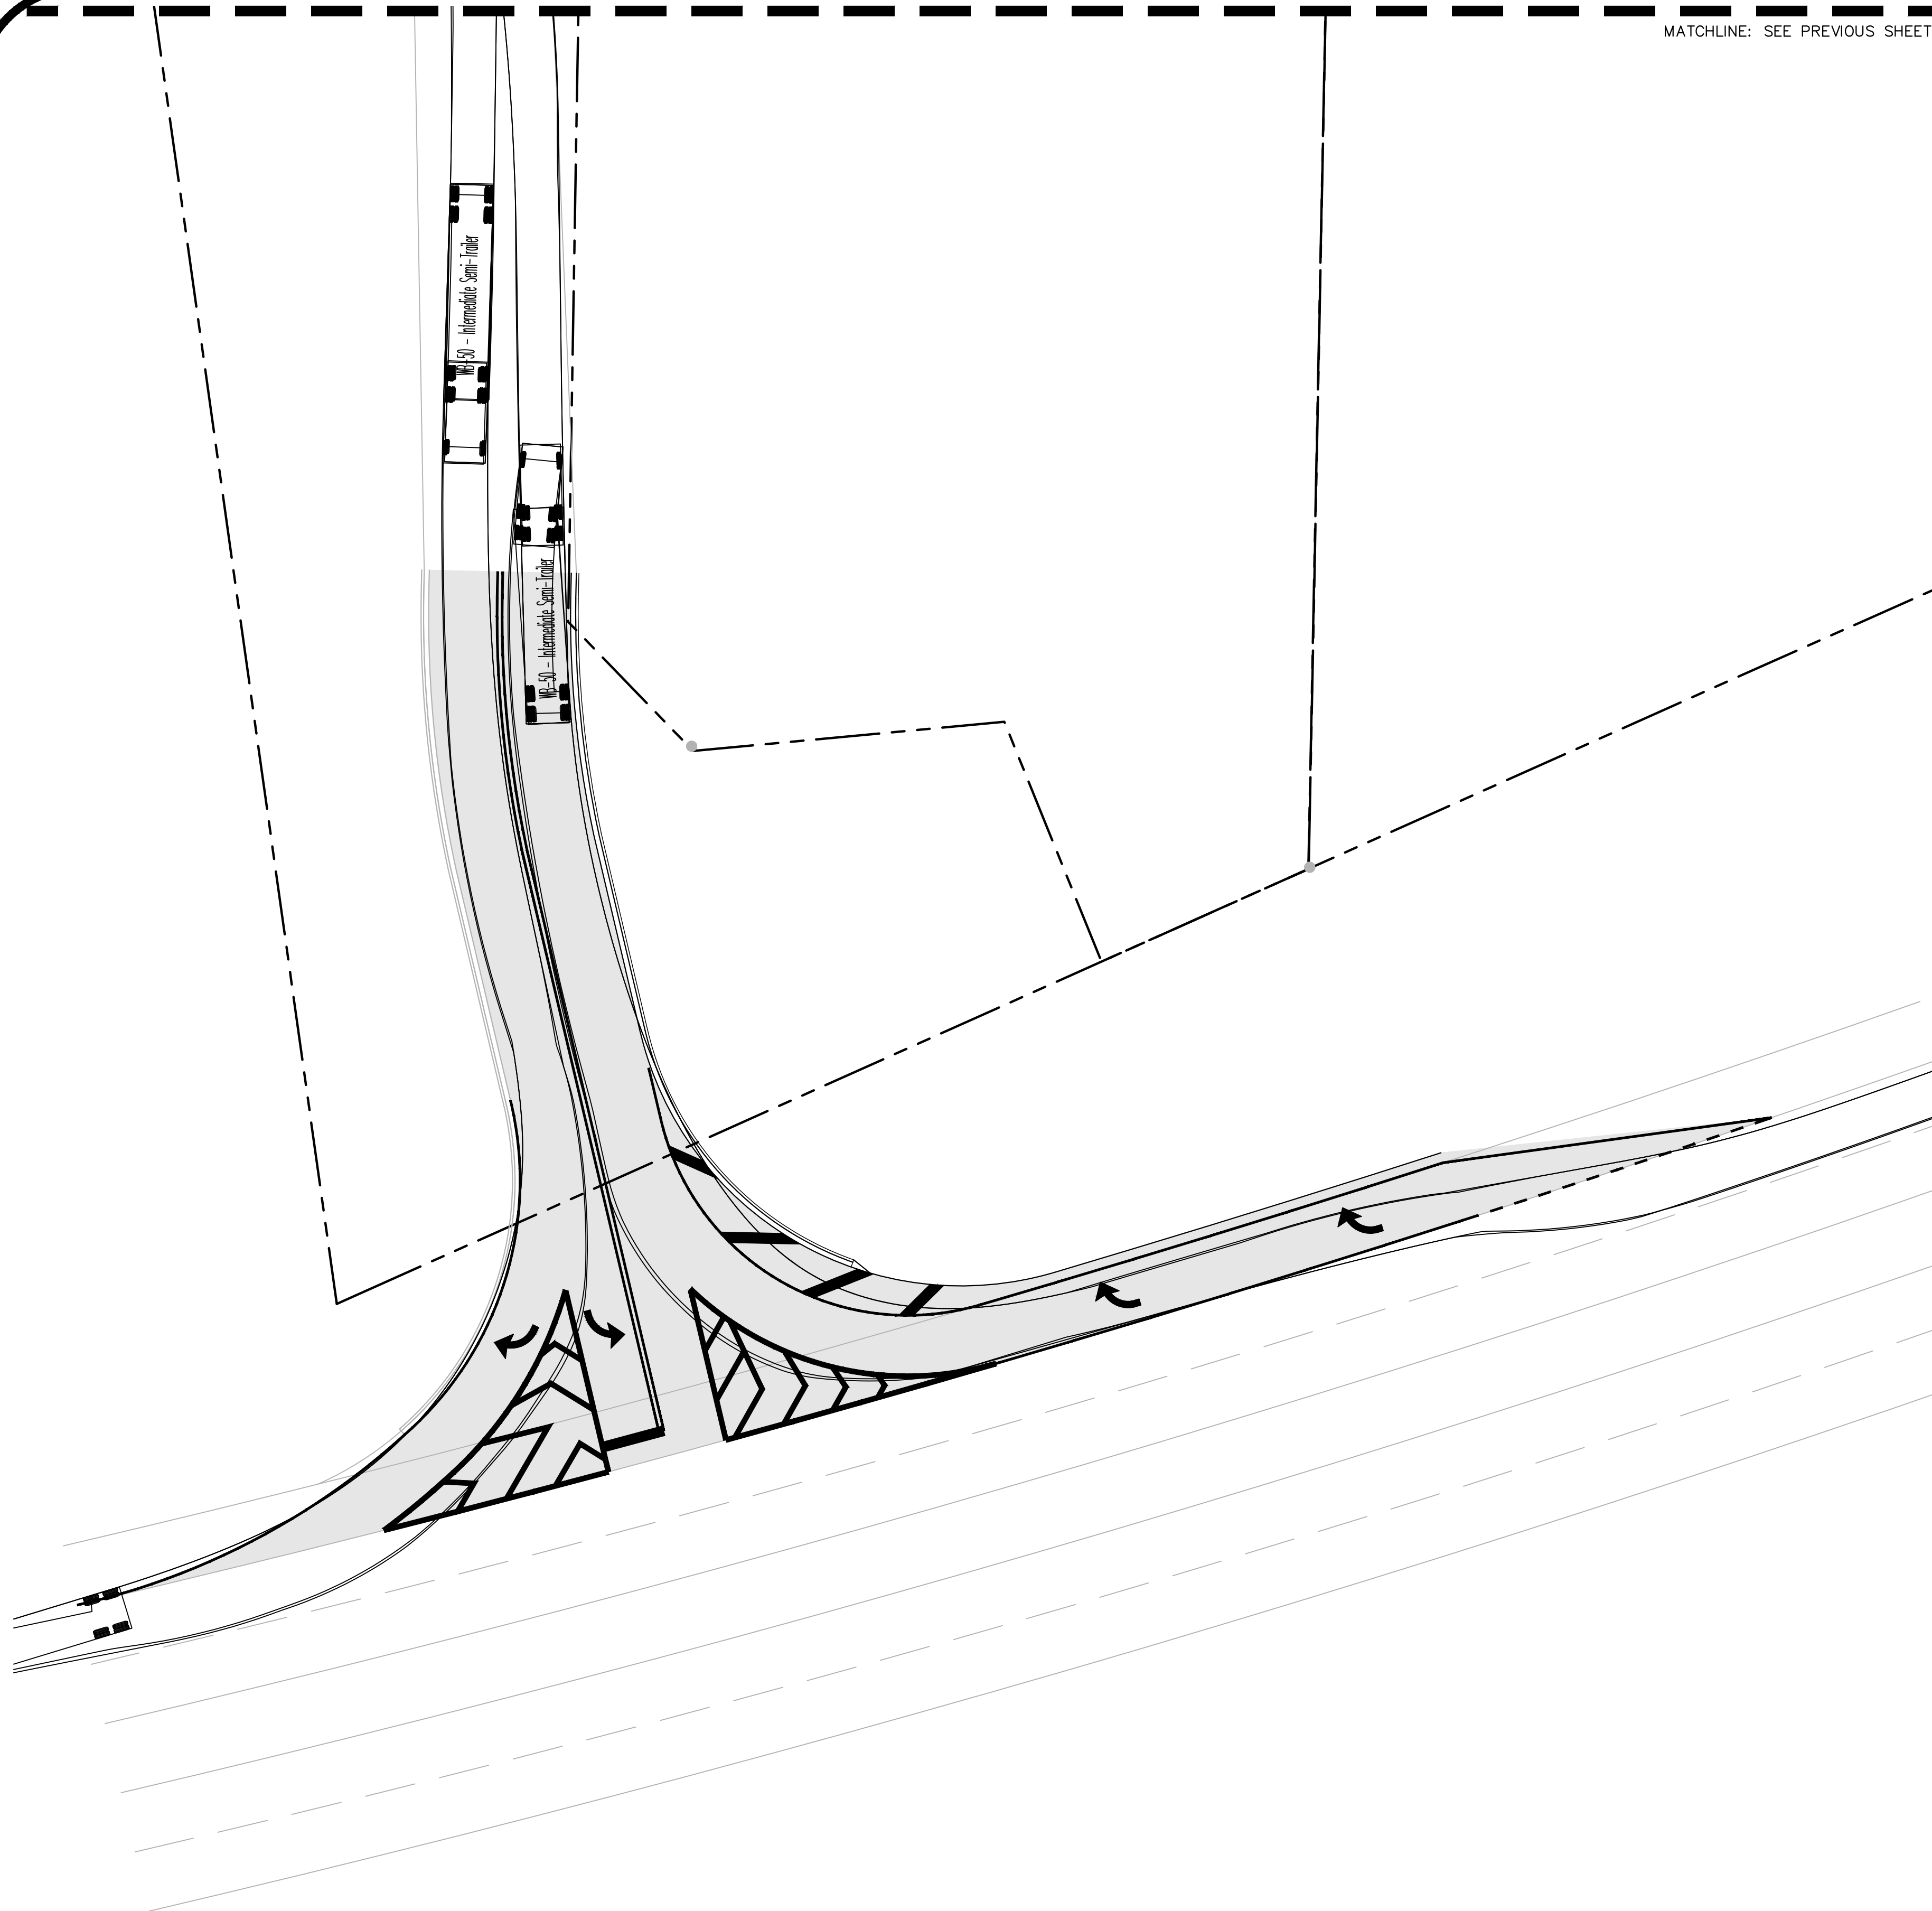 MATCHLINE: SEE PREVIOUS SHEET
WB-50 - Intermediate Semi-Trailer
WB-50 - Intermediate Semi-Trailer